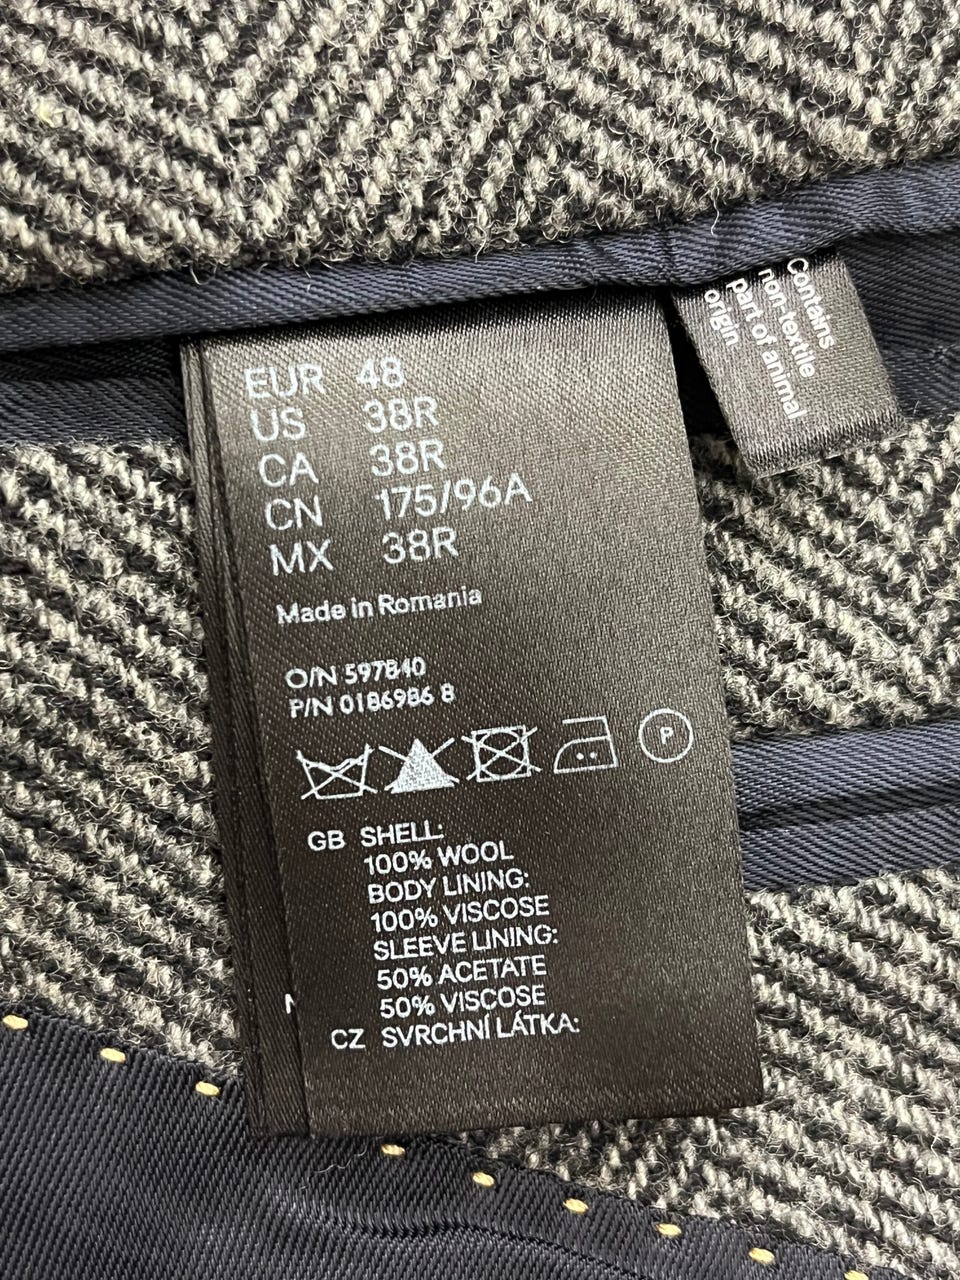 EUR 48
US 38R
CA 38R
CN 175/96A
MX 38R
Made in Romania
O/N 597840
P/N 0186986 8
P
GB SHELL:
100% WOOL
BODY LINING:
100% VISCOSE
SLEEVE LINING:
50% ACETATE
50% VISCOSE
CZ SVRCHNÍ LÁTKA:
Contains
non-textile
part of animal
origin